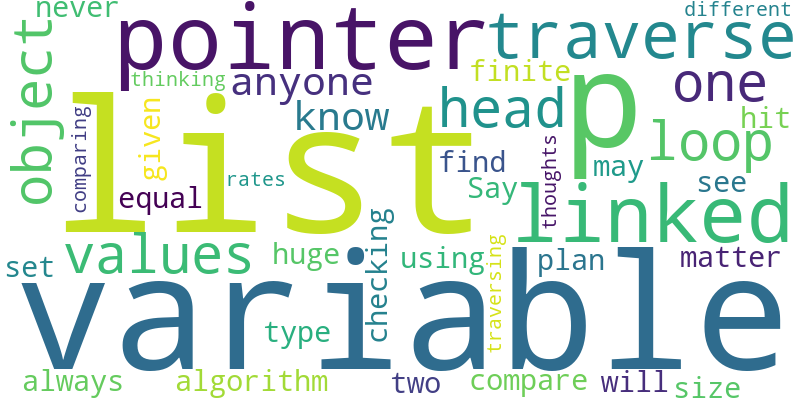 never
different
pointer
traverse
object
thinking
anyone
finite
one
list
p
comparing
given
know
head
hit
loop
rates
equal
find
Say
thoughts
may
see
linked
values
huge
checking
using
traversing
plan
matter
set
variable
type
always
algorithm
two
compare
will
size